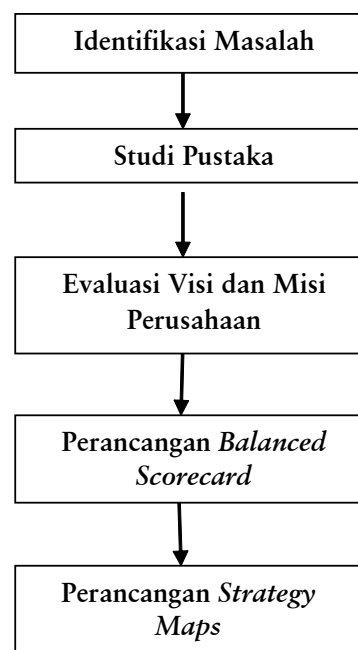 Identifikasi Masalah
Studi Pustaka
Evaluasi Visi dan Misi
Perusahaan
Perancangan Balanced
Scorecard
Perancangan Strategy
Maps